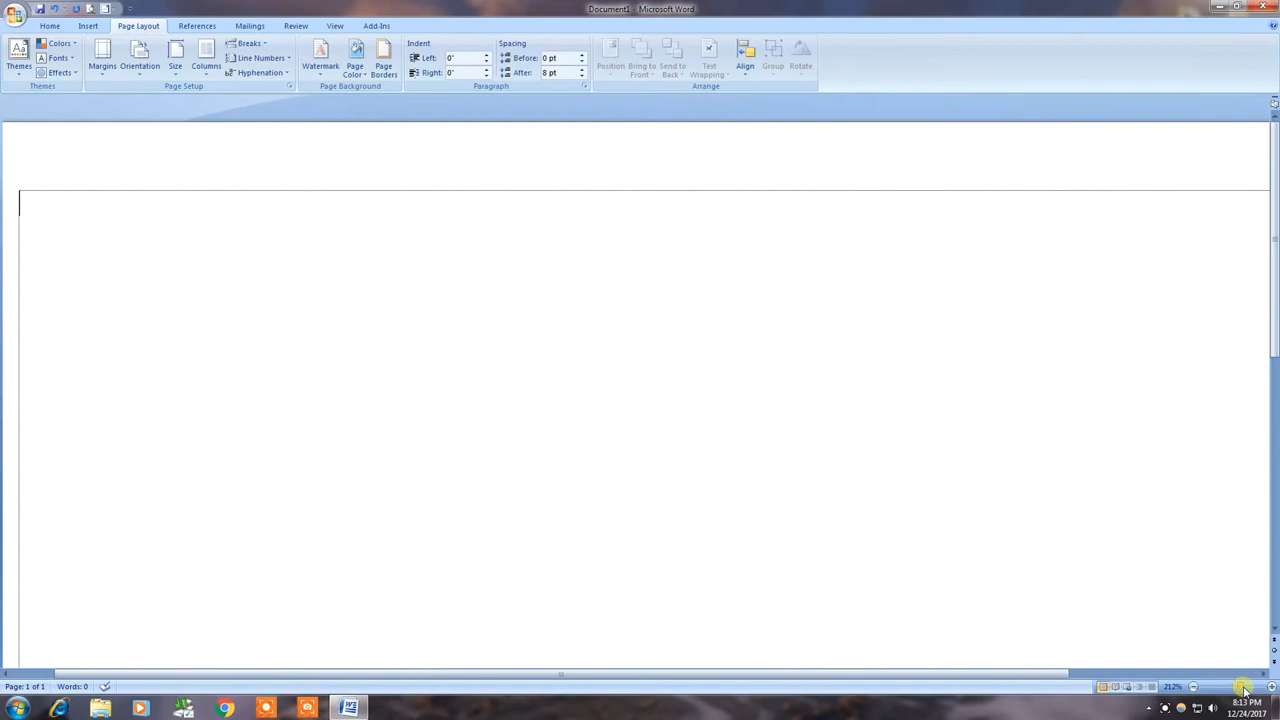 Document1 - Microsoft Word
Home Insert Page Layout References Mailings Review View Add-Ins
Themes
Colors
Fonts
Effects
Themes
Margins
Orientation
Size
Columns
Breaks
Line Numbers
Hyphenation
Page Setup
Watermark
Page Color
Page Borders
Page Background
Indent
Left: 0"
Right: 0"
Spacing
Before: 0 pt
After: 8 pt
Paragraph
Position
Bring to Front
Send to Back
Text Wrapping
Align
Group
Rotate
Arrange
Page: 1 of 1 Words: 0
212%
8:13 PM
12/24/2017